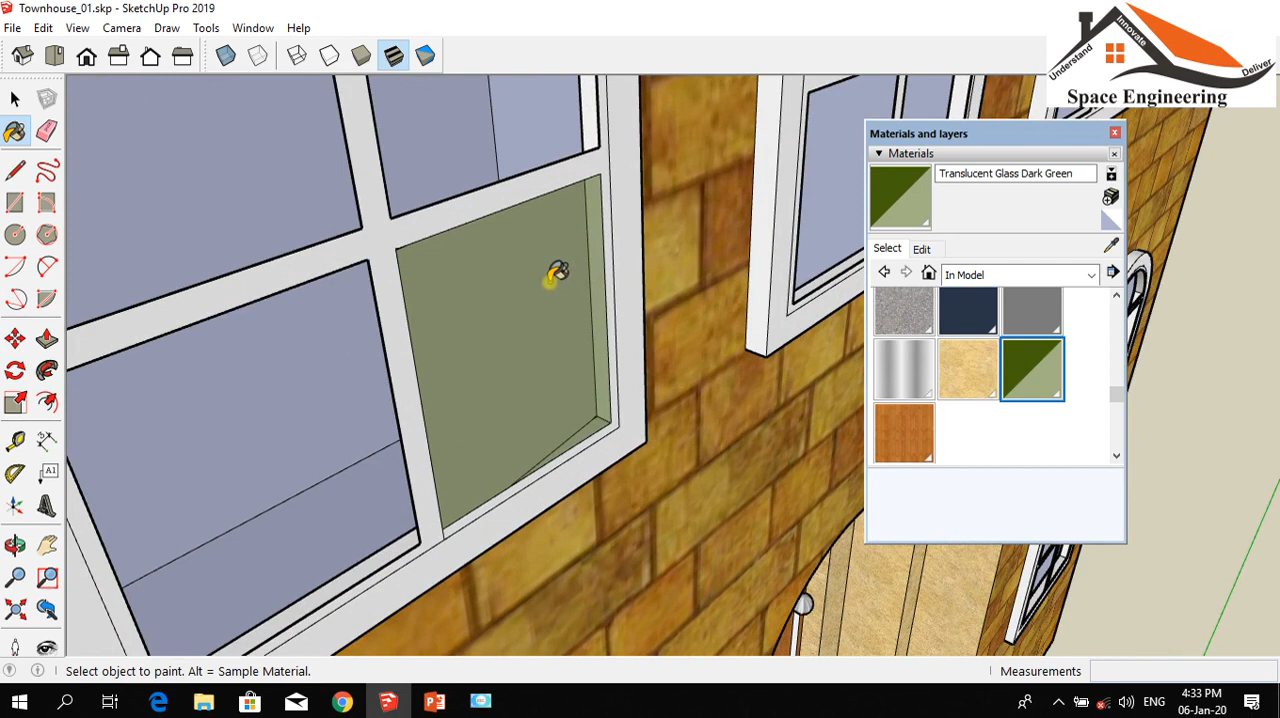 Townhouse_01.skp - SketchUp Pro 2019
File Edit View Camera Draw Tools Window Help
Understand Innovate Deliver
Space Engineering
Materials and layers
Materials
Translucent Glass Dark Green
Select Edit
In Model
A1
Select object to paint. Alt = Sample Material.
Measurements
ENG
4:33 PM
06-Jan-20